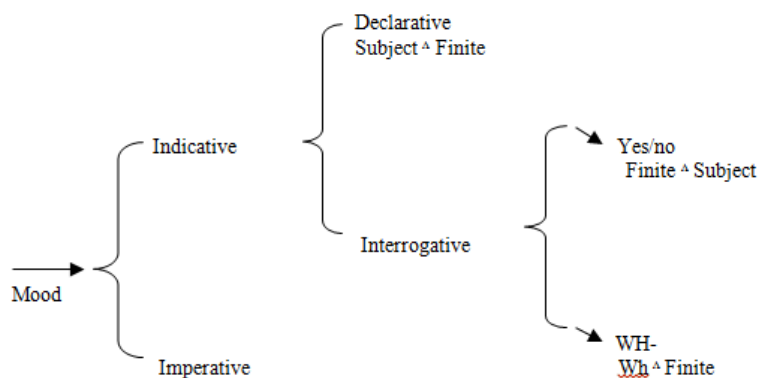 Declarative
Subject ^ Finite
Indicative
Yes/no
Finite ^ Subject
Interrogative
Mood
WH-
Wh ^ Finite
Imperative